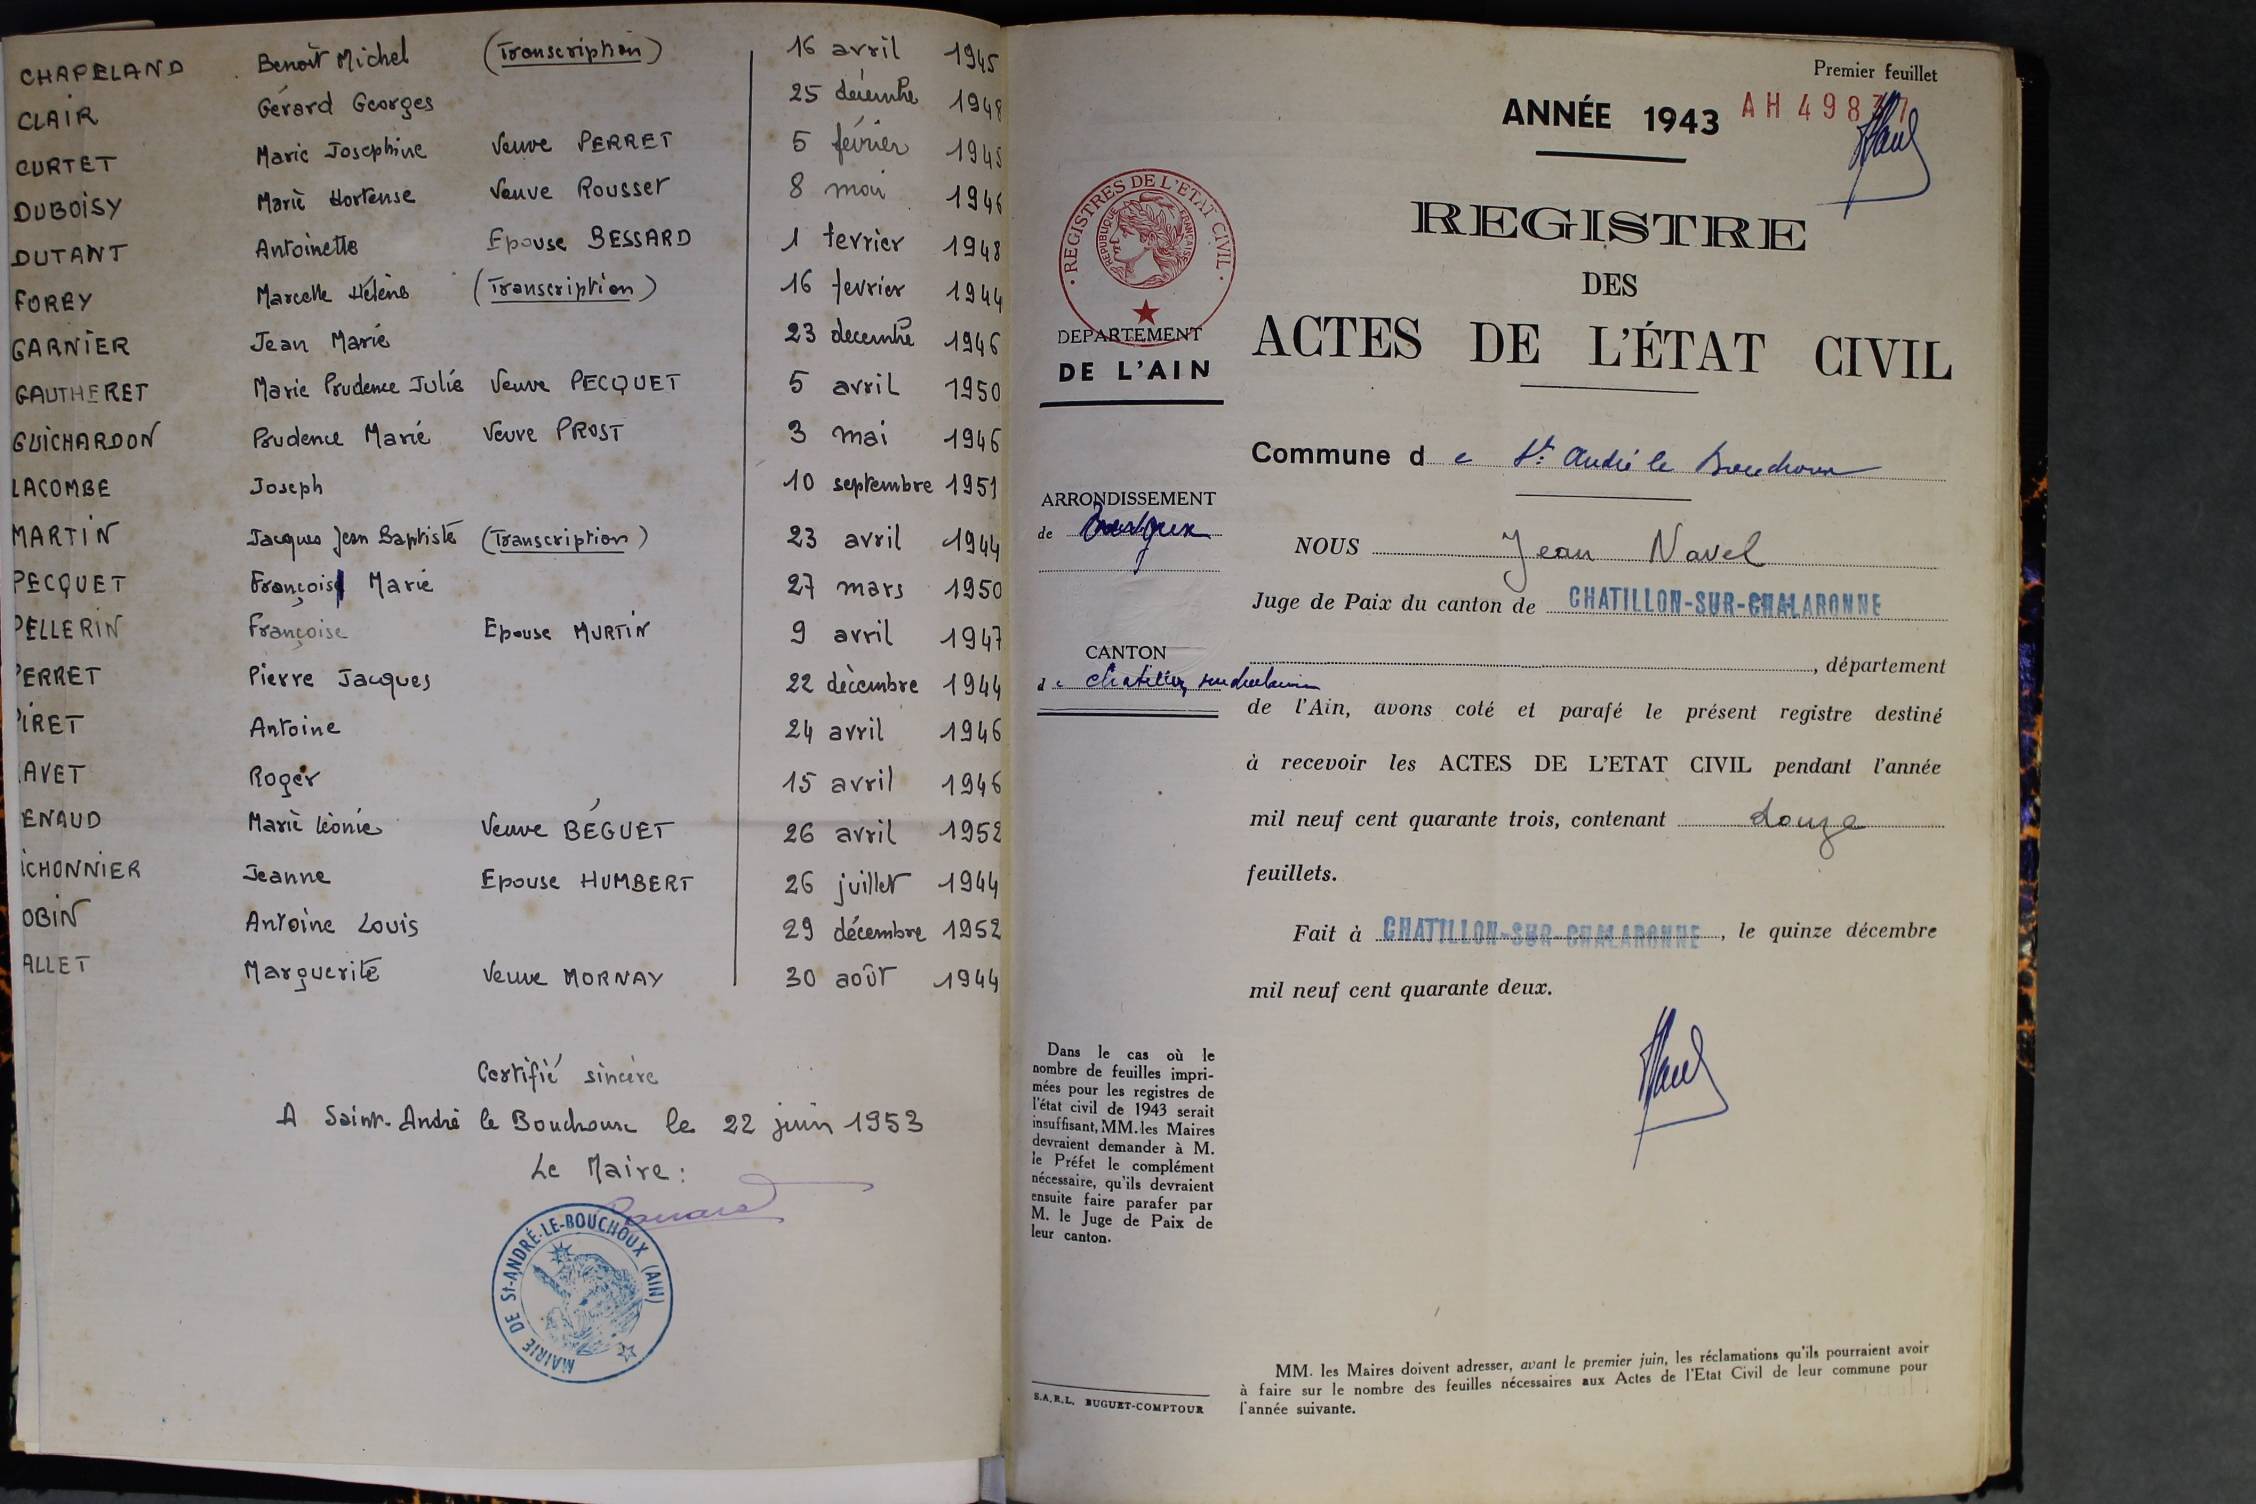 CHAPELAND Benoît Michel (Transcription) 16 avril 1945
CLAIR Gérard Georges 25 décembre 1948
CURTET Marie Josephine Veuve PERRET 5 février 1945
DUBOISY Marie Hortense Veuve ROUSSET 8 mai 1946
DUTANT Antoinette Epouse BESSARD 1 fevrier 1948
FOREY Marcelle Hélène (Transcription) 16 fevrier 1944
GARNIER Jean Marie 23 decembre 1946
GAUTHERET Marie Prudence Julie Veuve PECQUET 5 avril 1950
GUICHARDON Prudence Marie Veuve PROST 3 mai 1946
LACOMBE Joseph 10 septembre 1951
MARTIN Jacques Jean Baptiste (Transcription) 23 avril 1944
PECQUET François Marie 27 mars 1950
PELLERIN Françoise Epouse MURTIN 9 avril 1947
PERRET Pierre Jacques 22 décembre 1944
PIRET Antoine 24 avril 1946
AVET Roger 15 avril 1946
ENAUD Marie Léonie Veuve BÉGUET 26 avril 1952
ICHONNIER Jeanne Epouse HUMBERT 26 juillet 1944
OBIN Antoine Louis 29 décembre 1952
ALLET Marguerite Veuve MORNAY 30 août 1944
Certifié sincère
A Saint-André le Bouchoux le 22 juin 1953
Le Maire :
MAIRIE DE St-ANDRÉ-LE-BOUCHOUX (AIN)
Premier feuillet
ANNÉE 1943 AH 49837
REGISTRES DE L'ETAT CIVIL
REPUBLIQUE FRANÇAISE
DEPARTEMENT
DE L'AIN
REGISTRE
DES
ACTES DE L'ÉTAT CIVIL
Commune de St André le Bouchoux
ARRONDISSEMENT
de
NOUS Jean Navel
Juge de Paix du canton de CHATILLON-SUR-CHALARONNE
CANTON
de Chatillon
, département
de l'Ain, avons coté et parafé le présent registre destiné
à recevoir les ACTES DE L'ETAT CIVIL pendant l'année
mil neuf cent quarante trois, contenant douze
feuillets.
Fait à CHATILLON-SUR-CHALARONNE, le quinze décembre
mil neuf cent quarante deux.
Dans le cas où le
nombre de feuilles impri-
mées pour les registres de
l'état civil de 1943 serait
insuffisant, MM. les Maires
devraient demander à M.
le Préfet le complément
nécessaire, qu'ils devraient
ensuite faire parafer par
M. le Juge de Paix de
leur canton.
S.A.R.L. BUGUET-COMPTOUR
MM. les Maires doivent adresser, avant le premier juin, les réclamations qu'ils pourraient avoir
à faire sur le nombre des feuilles nécessaires aux Actes de l'Etat Civil de leur commune pour
l'année suivante.